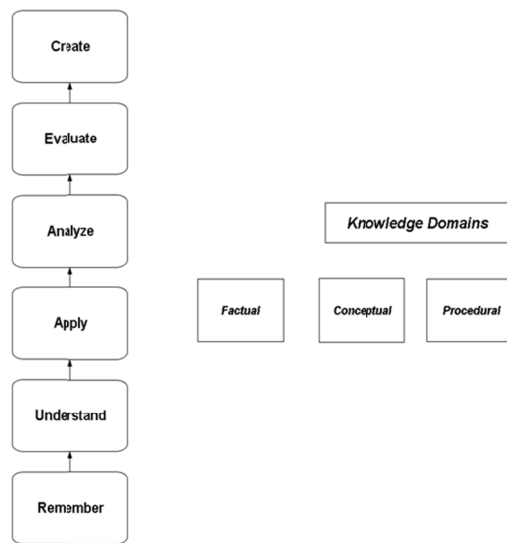 Create
Evaluate
Analyze
Apply
Understand
Remember
Knowledge Domains
Factual
Conceptual
Procedural